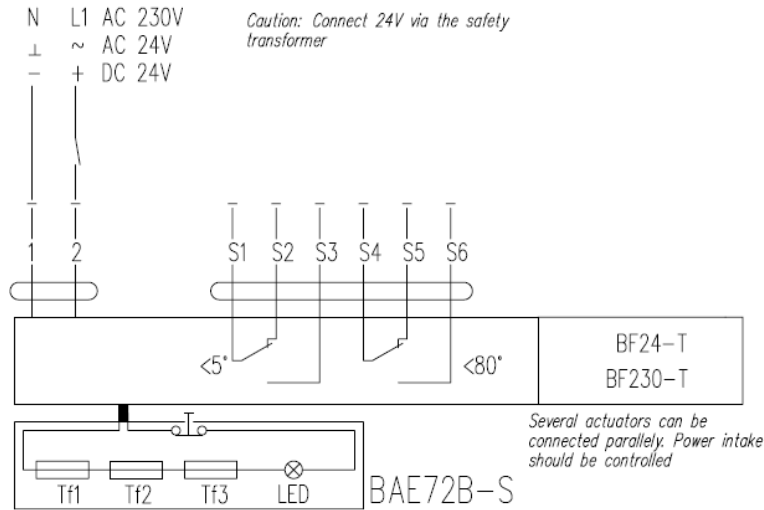 N L1 AC 230V
⊥ ~ AC 24V
− + DC 24V
Caution: Connect 24V via the safety
transformer
1 2 S1 S2 S3 S4 S5 S6
<5° <80°
BF24-T
BF230-T
Several actuators can be
connected parallely. Power intake
should be controlled
Tf1 Tf2 Tf3 LED
BAE72B-S